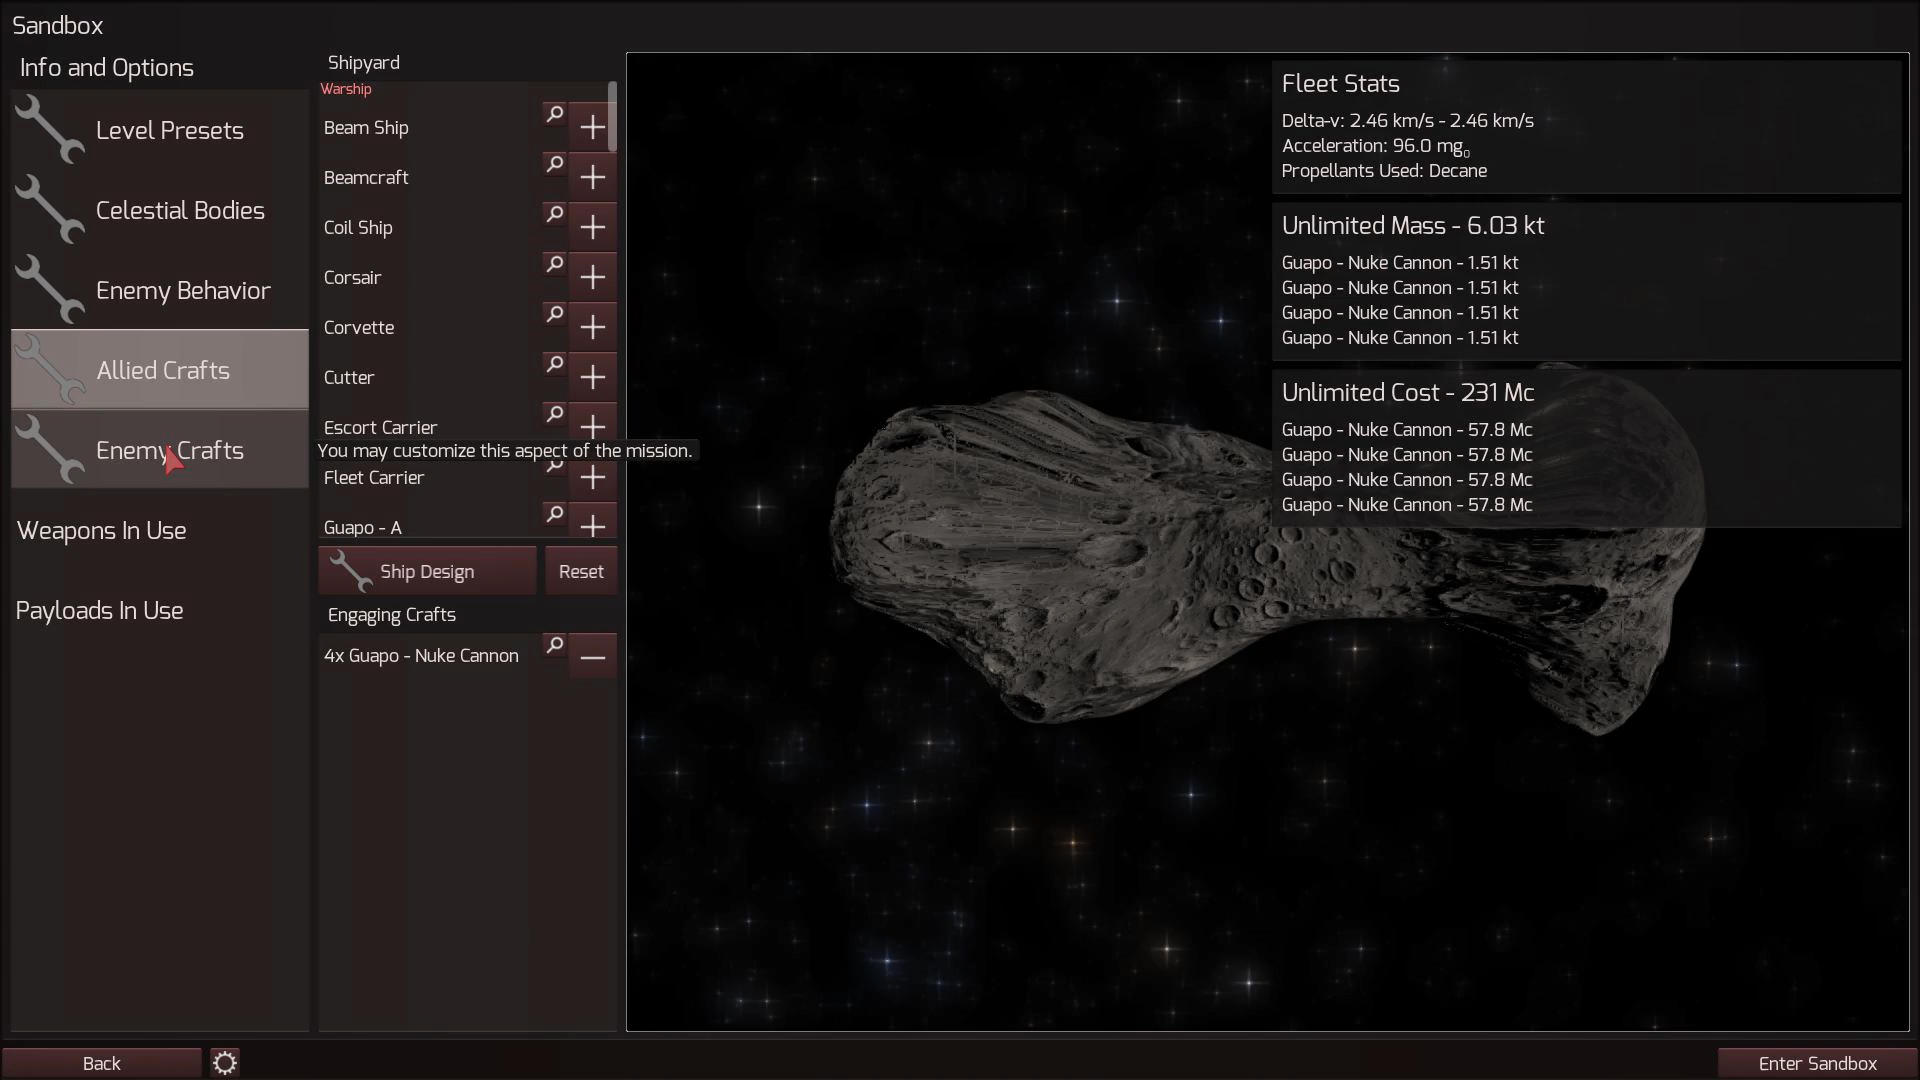 Sandbox
Info and Options
Level Presets
Celestial Bodies
Enemy Behavior
Allied Crafts
Enemy Crafts
Weapons In Use
Payloads In Use
Shipyard
Warship
Beam Ship
Beamcraft
Coil Ship
Corsair
Corvette
Cutter
Escort Carrier
You may customize this aspect of the mission.
Fleet Carrier
Guapo - A
Ship Design
Reset
Engaging Crafts
4x Guapo - Nuke Cannon
Fleet Stats
Delta-v: 2.46 km/s - 2.46 km/s
Acceleration: 96.0 mg₀
Propellants Used: Decane
Unlimited Mass - 6.03 kt
Guapo - Nuke Cannon - 1.51 kt
Guapo - Nuke Cannon - 1.51 kt
Guapo - Nuke Cannon - 1.51 kt
Guapo - Nuke Cannon - 1.51 kt
Unlimited Cost - 231 Mc
Guapo - Nuke Cannon - 57.8 Mc
Guapo - Nuke Cannon - 57.8 Mc
Guapo - Nuke Cannon - 57.8 Mc
Guapo - Nuke Cannon - 57.8 Mc
Back
Enter Sandbox